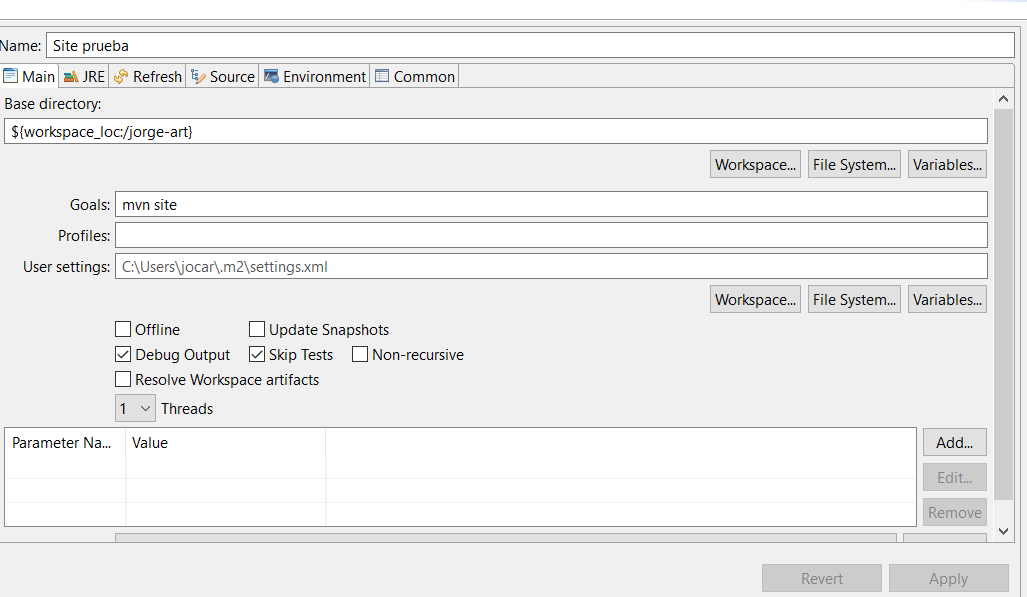 Name: Site prueba
Main JRE Refresh Source Environment Common
Base directory:
${workspace_loc:/jorge-art}
Workspace... File System... Variables...
Goals: mvn site
Profiles:
User settings: C:\Users\jocar\.m2\settings.xml
Workspace... File System... Variables...
Offline Update Snapshots
Debug Output Skip Tests Non-recursive
Resolve Workspace artifacts
1 Threads
Parameter Na... Value Add...
Edit...
Remove
Revert Apply